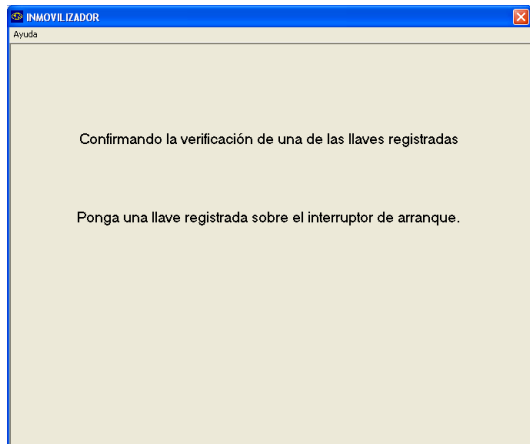 INMOVILIZADOR
Ayuda
Confirmando la verificación de una de las llaves registradas
Ponga una llave registrada sobre el interruptor de arranque.